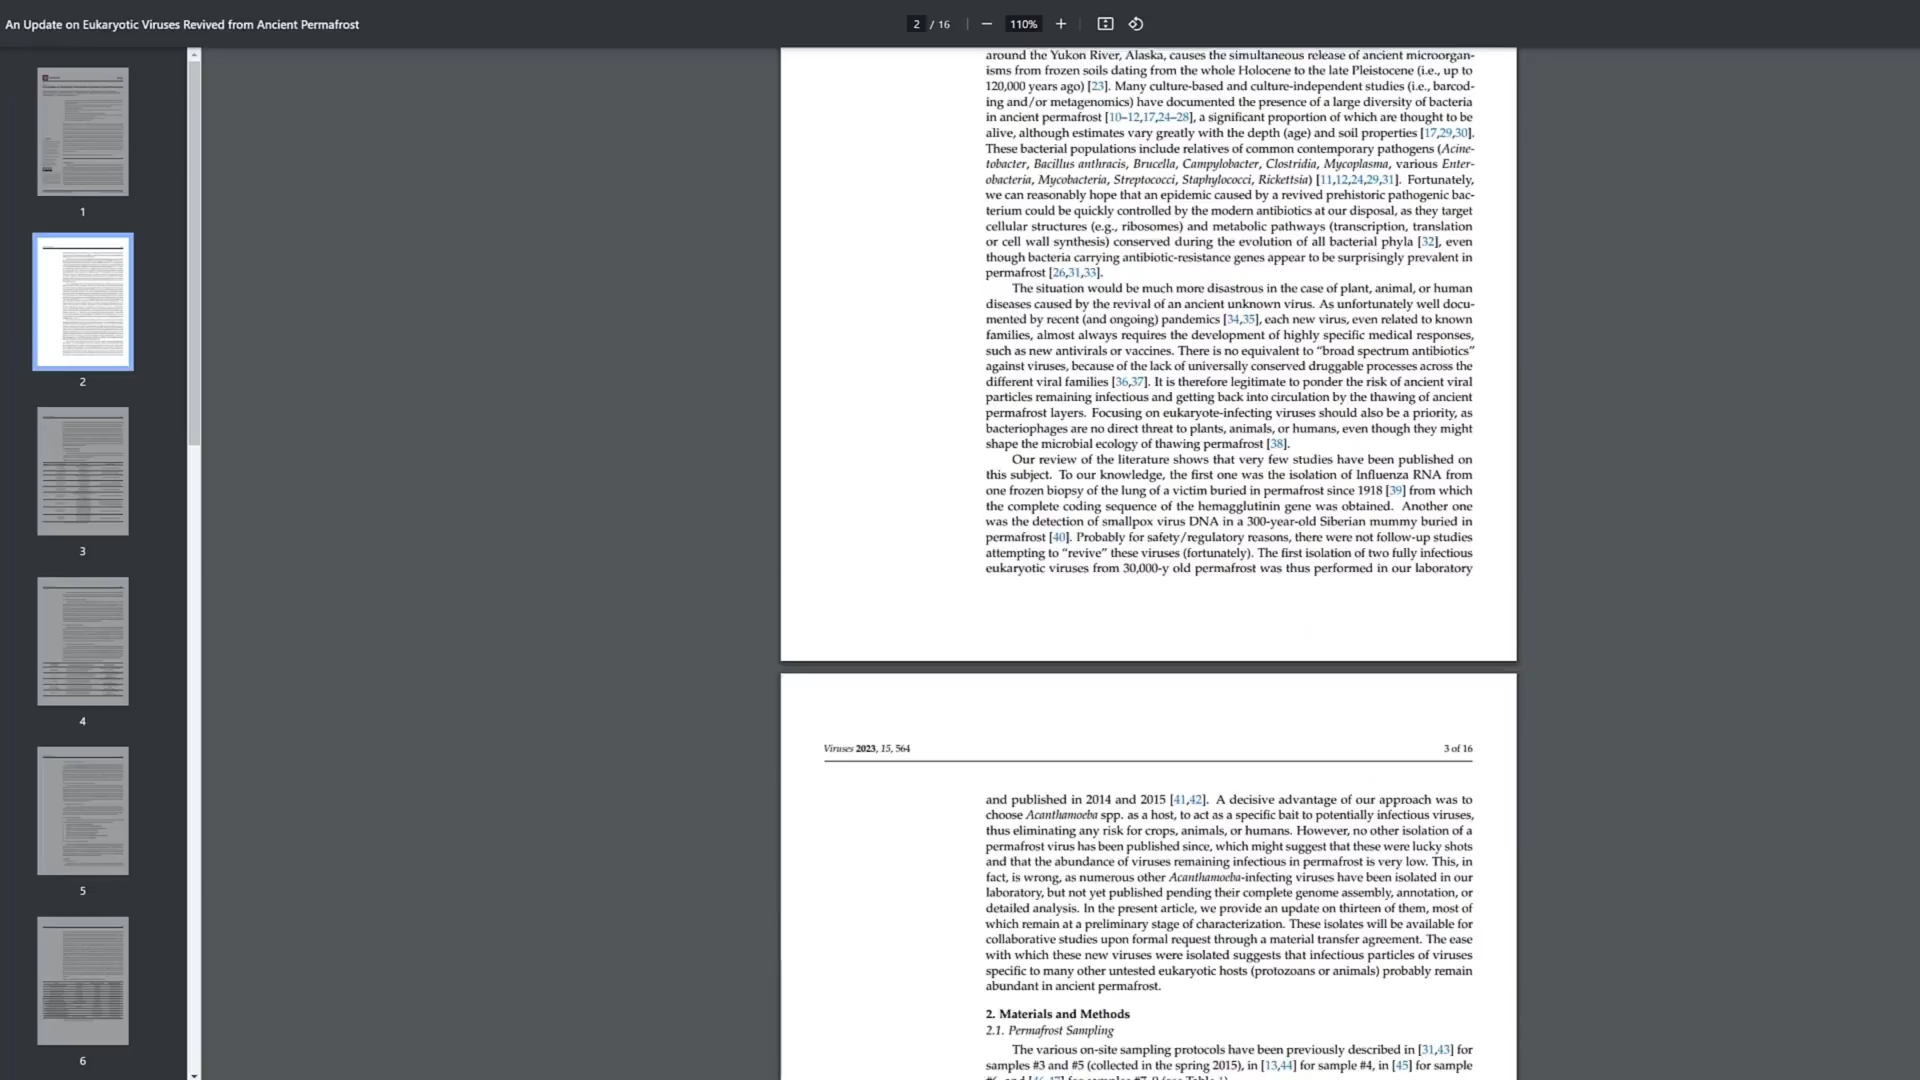 An Update on Eukaryotic Viruses Revived from Ancient Permafrost
2 / 16
110%
1
2
3
4
5
6
around the Yukon River, Alaska, causes the simultaneous release of ancient microorgan-
isms from frozen soils dating from the whole Holocene to the late Pleistocene (i.e., up to
120,000 years ago) [23]. Many culture-based and culture-independent studies (i.e., barcod-
ing and/or metagenomics) have documented the presence of a large diversity of bacteria
in ancient permafrost [10–12,17,24–28], a significant proportion of which are thought to be
alive, although estimates vary greatly with the depth (age) and soil properties [17,29,30].
These bacterial populations include relatives of common contemporary pathogens (Acine-
tobacter, Bacillus anthracis, Brucella, Campylobacter, Clostridia, Mycoplasma, various Enter-
obacteria, Mycobacteria, Streptococci, Staphylococci, Rickettsia) [11,12,24,29,31]. Fortunately,
we can reasonably hope that an epidemic caused by a revived prehistoric pathogenic bac-
terium could be quickly controlled by the modern antibiotics at our disposal, as they target
cellular structures (e.g., ribosomes) and metabolic pathways (transcription, translation
or cell wall synthesis) conserved during the evolution of all bacterial phyla [32], even
though bacteria carrying antibiotic-resistance genes appear to be surprisingly prevalent in
permafrost [26,31,33].
The situation would be much more disastrous in the case of plant, animal, or human
diseases caused by the revival of an ancient unknown virus. As unfortunately well docu-
mented by recent (and ongoing) pandemics [34,35], each new virus, even related to known
families, almost always requires the development of highly specific medical responses,
such as new antivirals or vaccines. There is no equivalent to “broad spectrum antibiotics”
against viruses, because of the lack of universally conserved druggable processes across the
different viral families [36,37]. It is therefore legitimate to ponder the risk of ancient viral
particles remaining infectious and getting back into circulation by the thawing of ancient
permafrost layers. Focusing on eukaryote-infecting viruses should also be a priority, as
bacteriophages are no direct threat to plants, animals, or humans, even though they might
shape the microbial ecology of thawing permafrost [38].
Our review of the literature shows that very few studies have been published on
this subject. To our knowledge, the first one was the isolation of Influenza RNA from
one frozen biopsy of the lung of a victim buried in permafrost since 1918 [39] from which
the complete coding sequence of the hemagglutinin gene was obtained. Another one
was the detection of smallpox virus DNA in a 300-year-old Siberian mummy buried in
permafrost [40]. Probably for safety/regulatory reasons, there were not follow-up studies
attempting to “revive” these viruses (fortunately). The first isolation of two fully infectious
eukaryotic viruses from 30,000-y old permafrost was thus performed in our laboratory
Viruses 2023, 15, 564
3 of 16
and published in 2014 and 2015 [41,42]. A decisive advantage of our approach was to
choose Acanthamoeba spp. as a host, to act as a specific bait to potentially infectious viruses,
thus eliminating any risk for crops, animals, or humans. However, no other isolation of a
permafrost virus has been published since, which might suggest that these were lucky shots
and that the abundance of viruses remaining infectious in permafrost is very low. This, in
fact, is wrong, as numerous other Acanthamoeba-infecting viruses have been isolated in our
laboratory, but not yet published pending their complete genome assembly, annotation, or
detailed analysis. In the present article, we provide an update on thirteen of them, most of
which remain at a preliminary stage of characterization. These isolates will be available for
collaborative studies upon formal request through a material transfer agreement. The ease
with which these new viruses were isolated suggests that infectious particles of viruses
specific to many other untested eukaryotic hosts (protozoans or animals) probably remain
abundant in ancient permafrost.
2. Materials and Methods
2.1. Permafrost Sampling
The various on-site sampling protocols have been previously described in [31,43] for
samples #3 and #5 (collected in the spring 2015), in [13,44] for sample #4, in [45] for sample